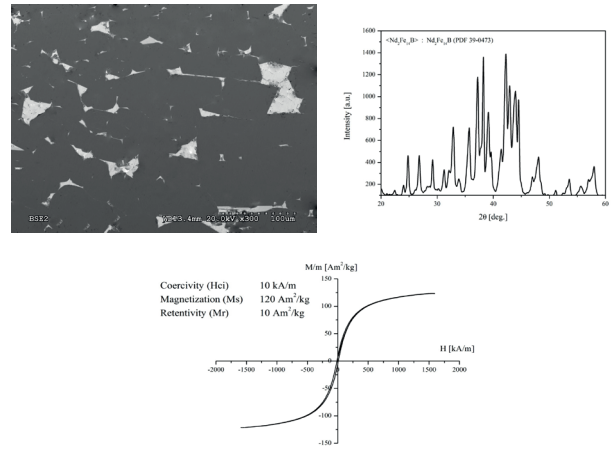 BSE2
WD13.4mm 20.0kV x300 100um
<Nd₂Fe₁₄B> : Nd₂Fe₁₄B (PDF 39-0473)
1600
1400
1200
1000
800
600
400
200
Intensity [a.u.]
20 30 40 50 60
2θ [deg.]
M/m [Am²/kg]
Coercivity (Hci) 10 kA/m
Magnetization (Ms) 120 Am²/kg
Retentivity (Mr) 10 Am²/kg
150
100
50
0
-50
-100
-150
H [kA/m]
-2000 -1500 -1000 -500 0 500 1000 1500 2000